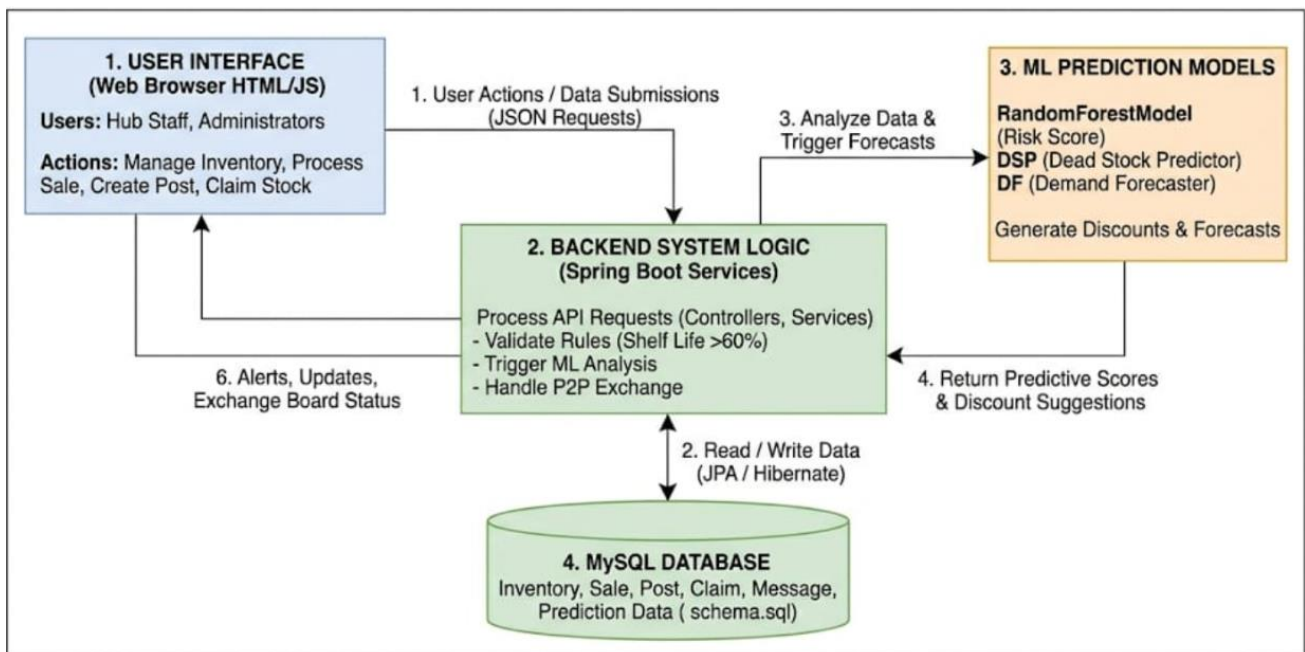 1. USER INTERFACE
(Web Browser HTML/JS)
Users: Hub Staff, Administrators
Actions: Manage Inventory, Process
Sale, Create Post, Claim Stock
1. User Actions / Data Submissions
(JSON Requests)
3. Analyze Data &
Trigger Forecasts
3. ML PREDICTION MODELS
RandomForestModel
(Risk Score)
DSP (Dead Stock Predictor)
DF (Demand Forecaster)
Generate Discounts & Forecasts
2. BACKEND SYSTEM LOGIC
(Spring Boot Services)
Process API Requests (Controllers, Services)
- Validate Rules (Shelf Life >60%)
- Trigger ML Analysis
- Handle P2P Exchange
6. Alerts, Updates,
Exchange Board Status
4. Return Predictive Scores
& Discount Suggestions
2. Read / Write Data
(JPA / Hibernate)
4. MySQL DATABASE
Inventory, Sale, Post, Claim, Message,
Prediction Data ( schema.sql)